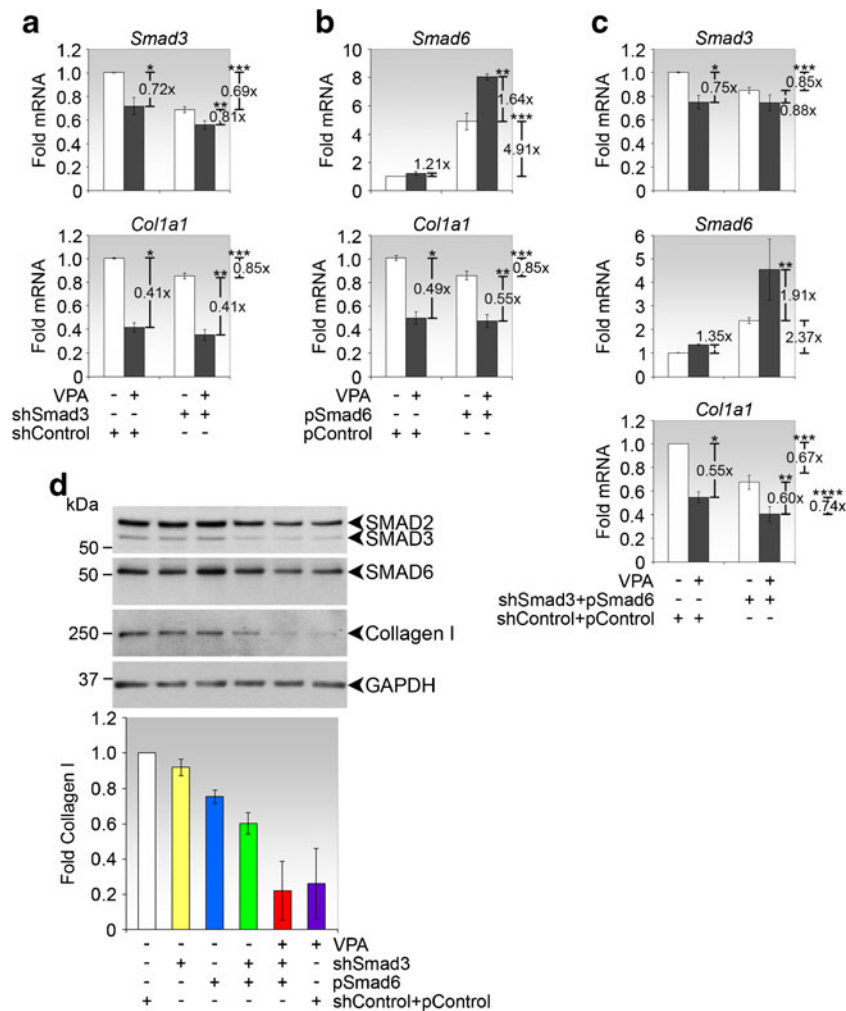 a
Smad3
Fold mRNA
1.2
1.0
0.8
0.6
0.4
0.2
0
*
0.72x
**
0.81x
***
0.69x
Col1a1
Fold mRNA
1.2
1.0
0.8
0.6
0.4
0.2
0
*
0.41x
**
0.41x
***
0.85x
VPA - + - +
shSmad3 - - + +
shControl + + - -
b
Smad6
Fold mRNA
10
8
6
4
2
0
1.21x
**
1.64x
***
4.91x
Col1a1
Fold mRNA
1.2
1.0
0.8
0.6
0.4
0.2
0
*
0.49x
**
0.55x
***
0.85x
VPA - + - +
pSmad6 - - + +
pControl + + - -
c
Smad3
Fold mRNA
1.2
1.0
0.8
0.6
0.4
0.2
0
*
0.75x
***
0.85x
0.88x
Smad6
Fold mRNA
6
5
4
3
2
1
0
1.35x
**
1.91x
2.37x
Col1a1
Fold mRNA
1.2
1.0
0.8
0.6
0.4
0.2
0
*
0.55x
**
0.60x
***
0.67x
****
0.74x
VPA - + - +
shSmad3+pSmad6 - - + +
shControl+pControl + + - -
d
kDa
SMAD2
SMAD3
50
50
SMAD6
250
Collagen I
37
GAPDH
Fold Collagen I
1.2
1.0
0.8
0.6
0.4
0.2
0
- - - - + + VPA
- + - + + - shSmad3
- - + + + - pSmad6
+ - - - - + shControl+pControl